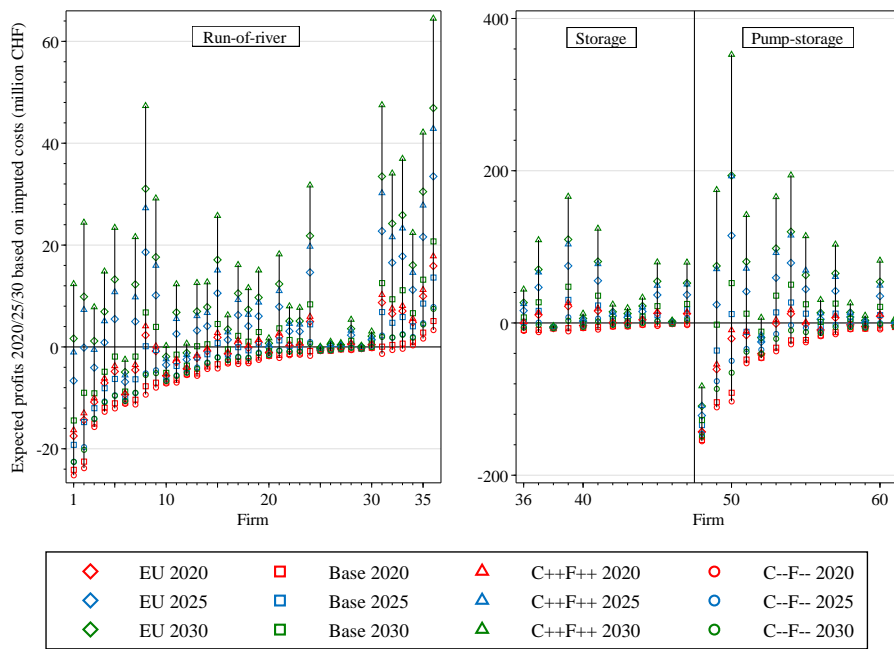 Expected profits 2020/25/30 based on imputed costs (million CHF)
Run-of-river
60
40
20
0
-20
1
10
20
30
35
Firm
Storage
Pump-storage
400
200
0
-200
36
40
50
60
Firm
EU 2020
Base 2020
C++F++ 2020
C--F-- 2020
EU 2025
Base 2025
C++F++ 2025
C--F-- 2025
EU 2030
Base 2030
C++F++ 2030
C--F-- 2030